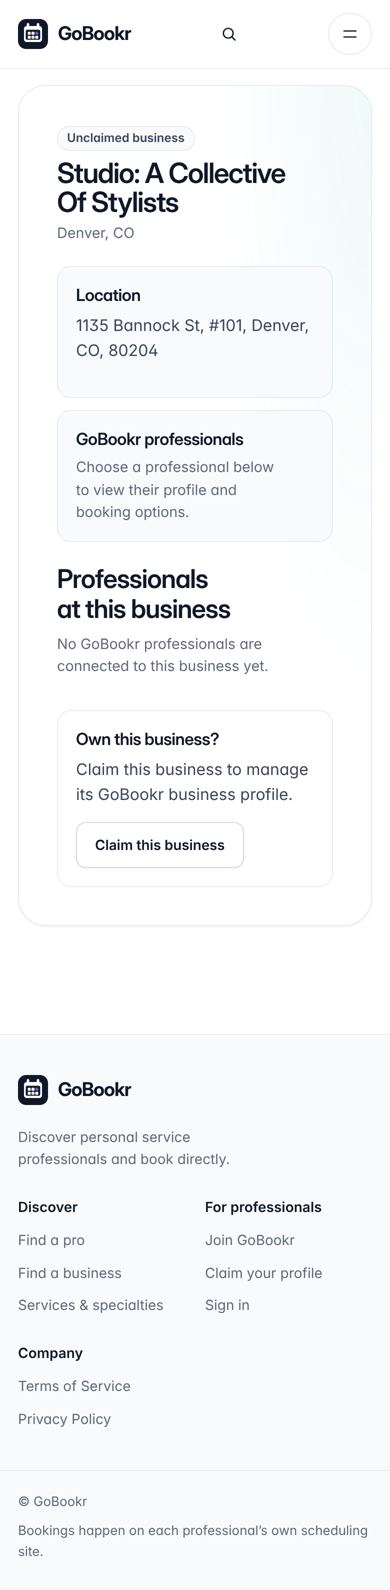 GoBookr
Unclaimed business
Studio: A Collective
Of Stylists
Denver, CO
Location
1135 Bannock St, #101, Denver,
CO, 80204
GoBookr professionals
Choose a professional below
to view their profile and
booking options.
Professionals
at this business
No GoBookr professionals are
connected to this business yet.
Own this business?
Claim this business to manage
its GoBookr business profile.
Claim this business
GoBookr
Discover personal service
professionals and book directly.
Discover
Find a pro
Find a business
Services & specialties
For professionals
Join GoBookr
Claim your profile
Sign in
Company
Terms of Service
Privacy Policy
© GoBookr
Bookings happen on each professional’s own scheduling
site.